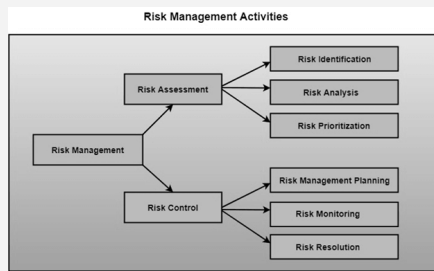 Risk Management Activities
Risk Identification
Risk Assessment
Risk Analysis
Risk Prioritization
Risk Management
Risk Management Planning
Risk Control
Risk Monitoring
Risk Resolution